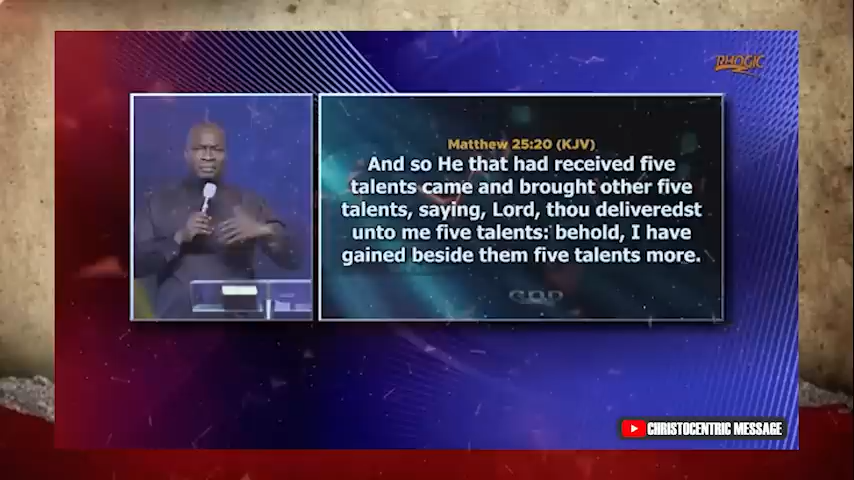 RHOGIC
Matthew 25:20 (KJV)
And so He that had received five
talents came and brought other five
talents, saying, Lord, thou deliveredst
unto me five talents: behold, I have
gained beside them five talents more.
CHRISTOCENTRIC MESSAGE